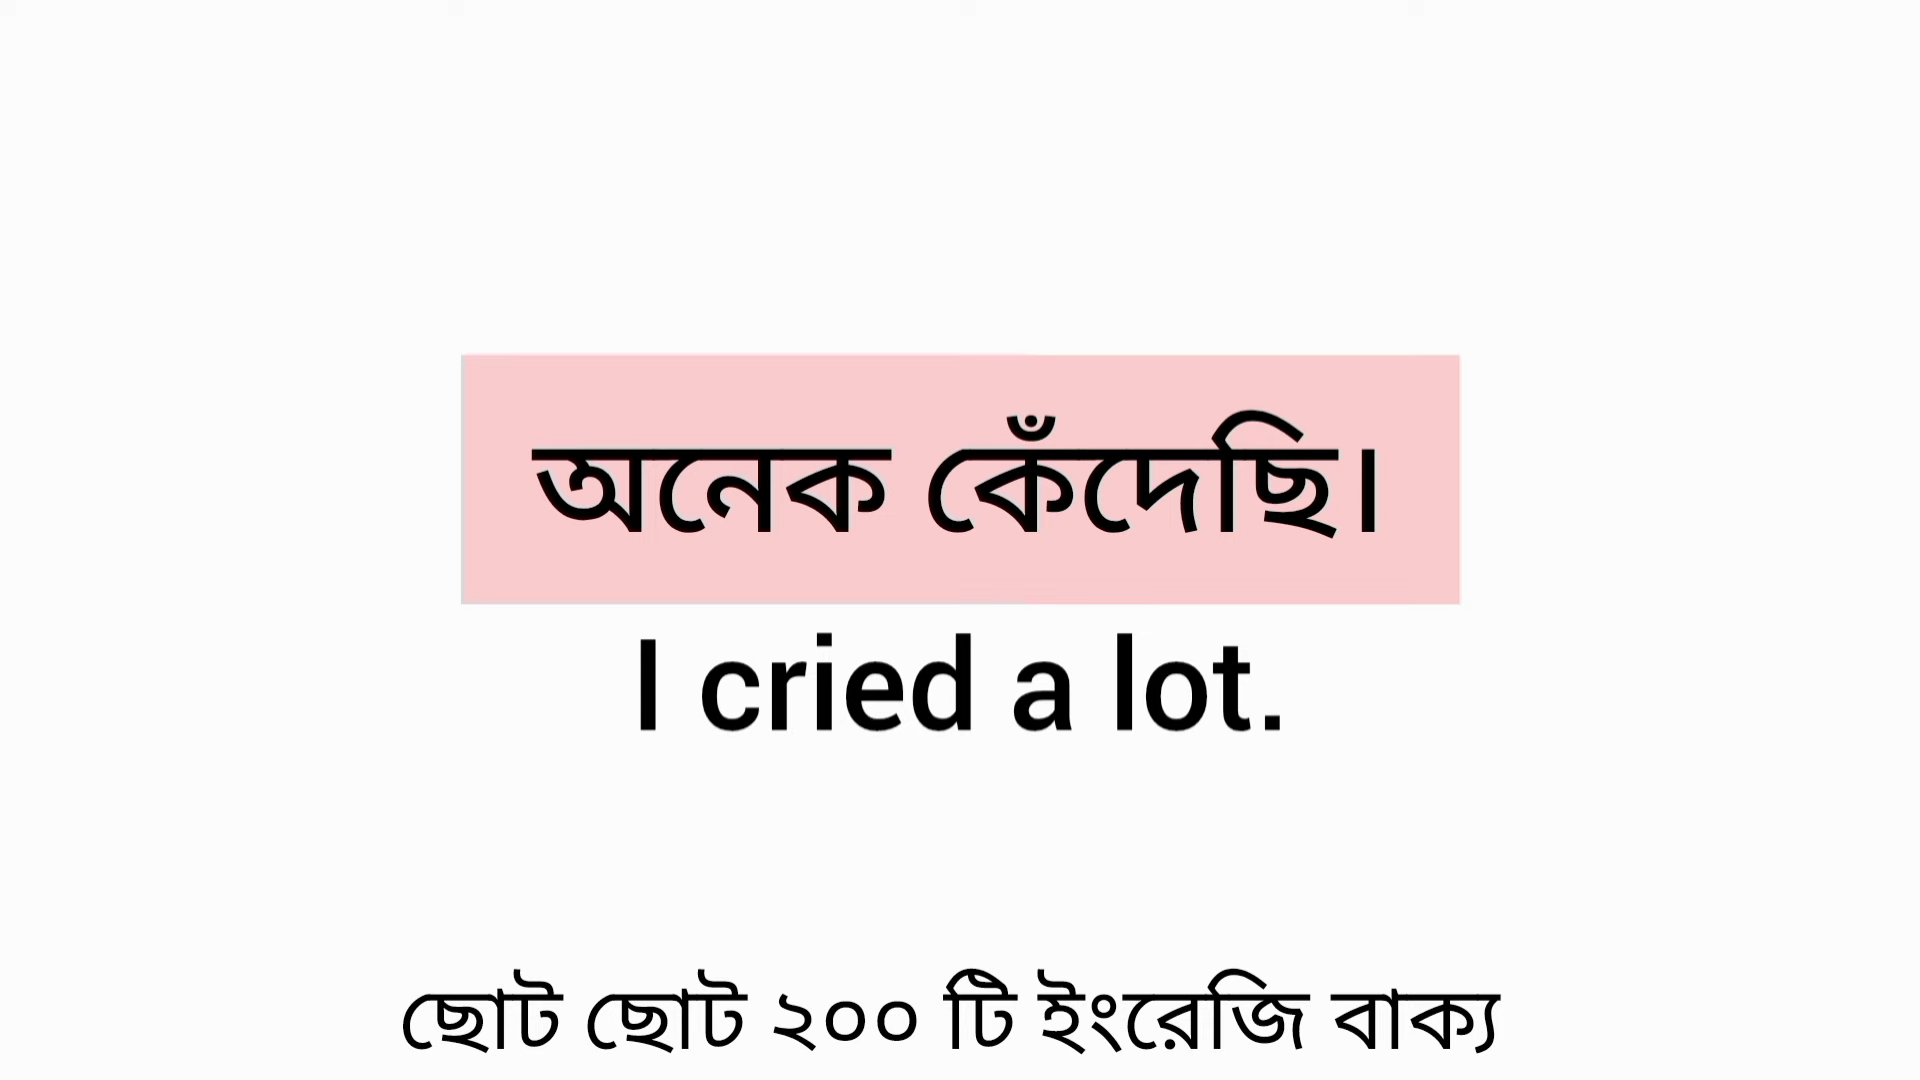 অনেক কেঁদেছি।
I cried a lot.
ছোট ছোট ২০০ টি ইংরেজি বাক্য